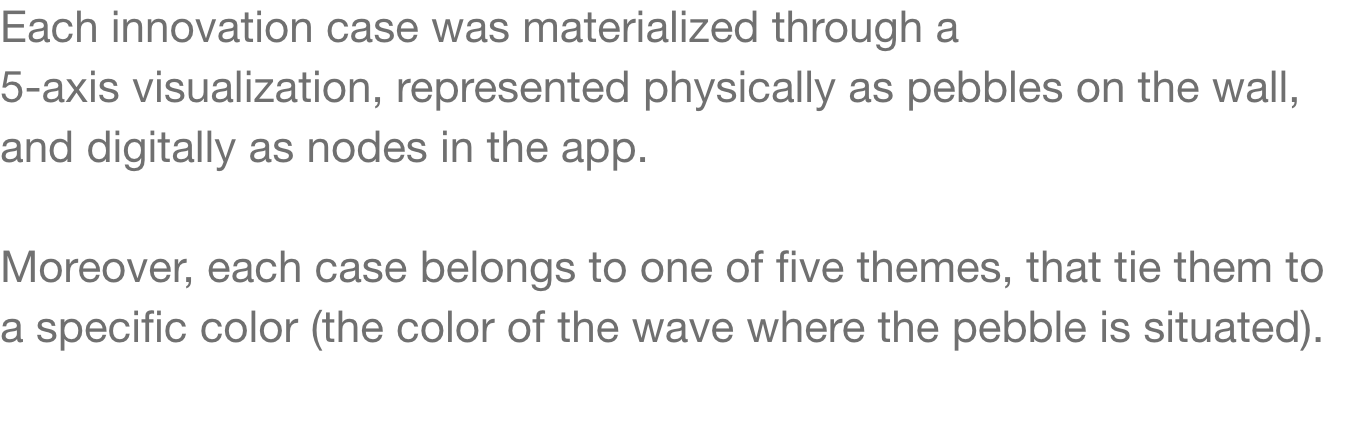 Each innovation case was materialized through a
5-axis visualization, represented physically as pebbles on the wall,
and digitally as nodes in the app.
Moreover, each case belongs to one of five themes, that tie them to
a specific color (the color of the wave where the pebble is situated).